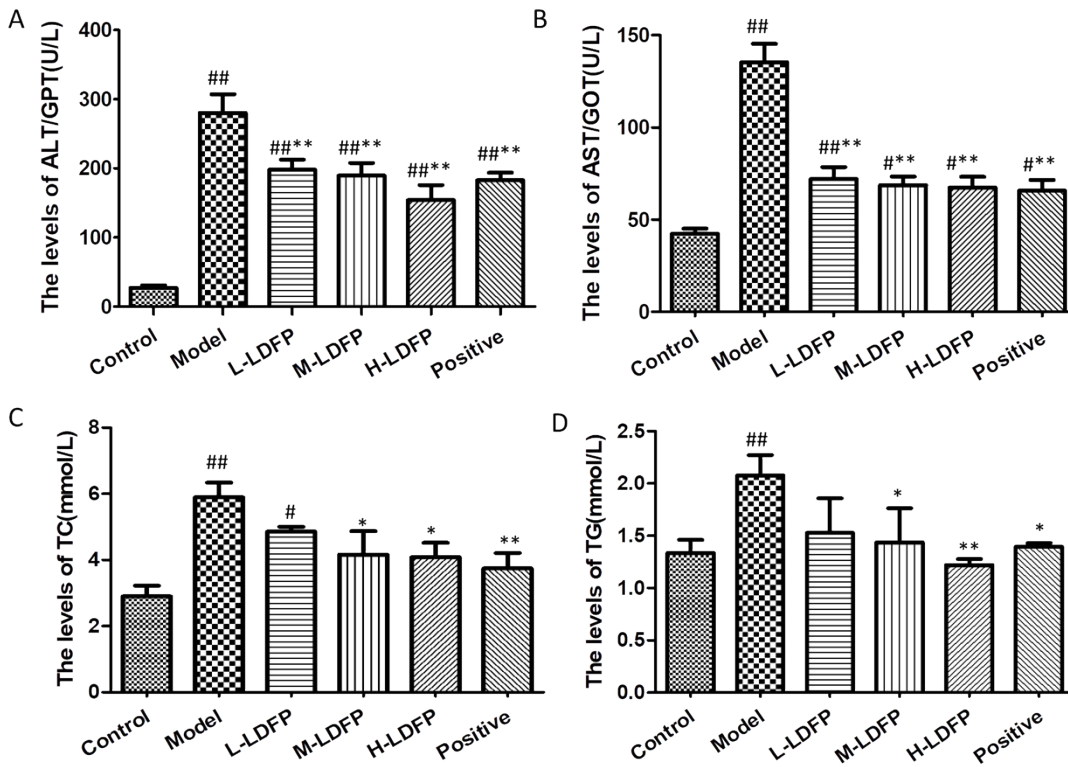 A
The levels of ALT/GPT(U/L)
400
300
200
100
0
##
##**
##**
##**
##**
Control
Model
L-LDFP
M-LDFP
H-LDFP
Positive
B
The levels of AST/GOT(U/L)
150
100
50
0
##
##**
#**
#**
#**
Control
Model
L-LDFP
M-LDFP
H-LDFP
Positive
C
The levels of TC(mmol/L)
8
6
4
2
0
##
#
*
*
**
Control
Model
L-LDFP
M-LDFP
H-LDFP
Positive
D
The levels of TG(mmol/L)
2.5
2.0
1.5
1.0
0.5
0.0
##
*
**
*
Control
Model
L-LDFP
M-LDFP
H-LDFP
Positive